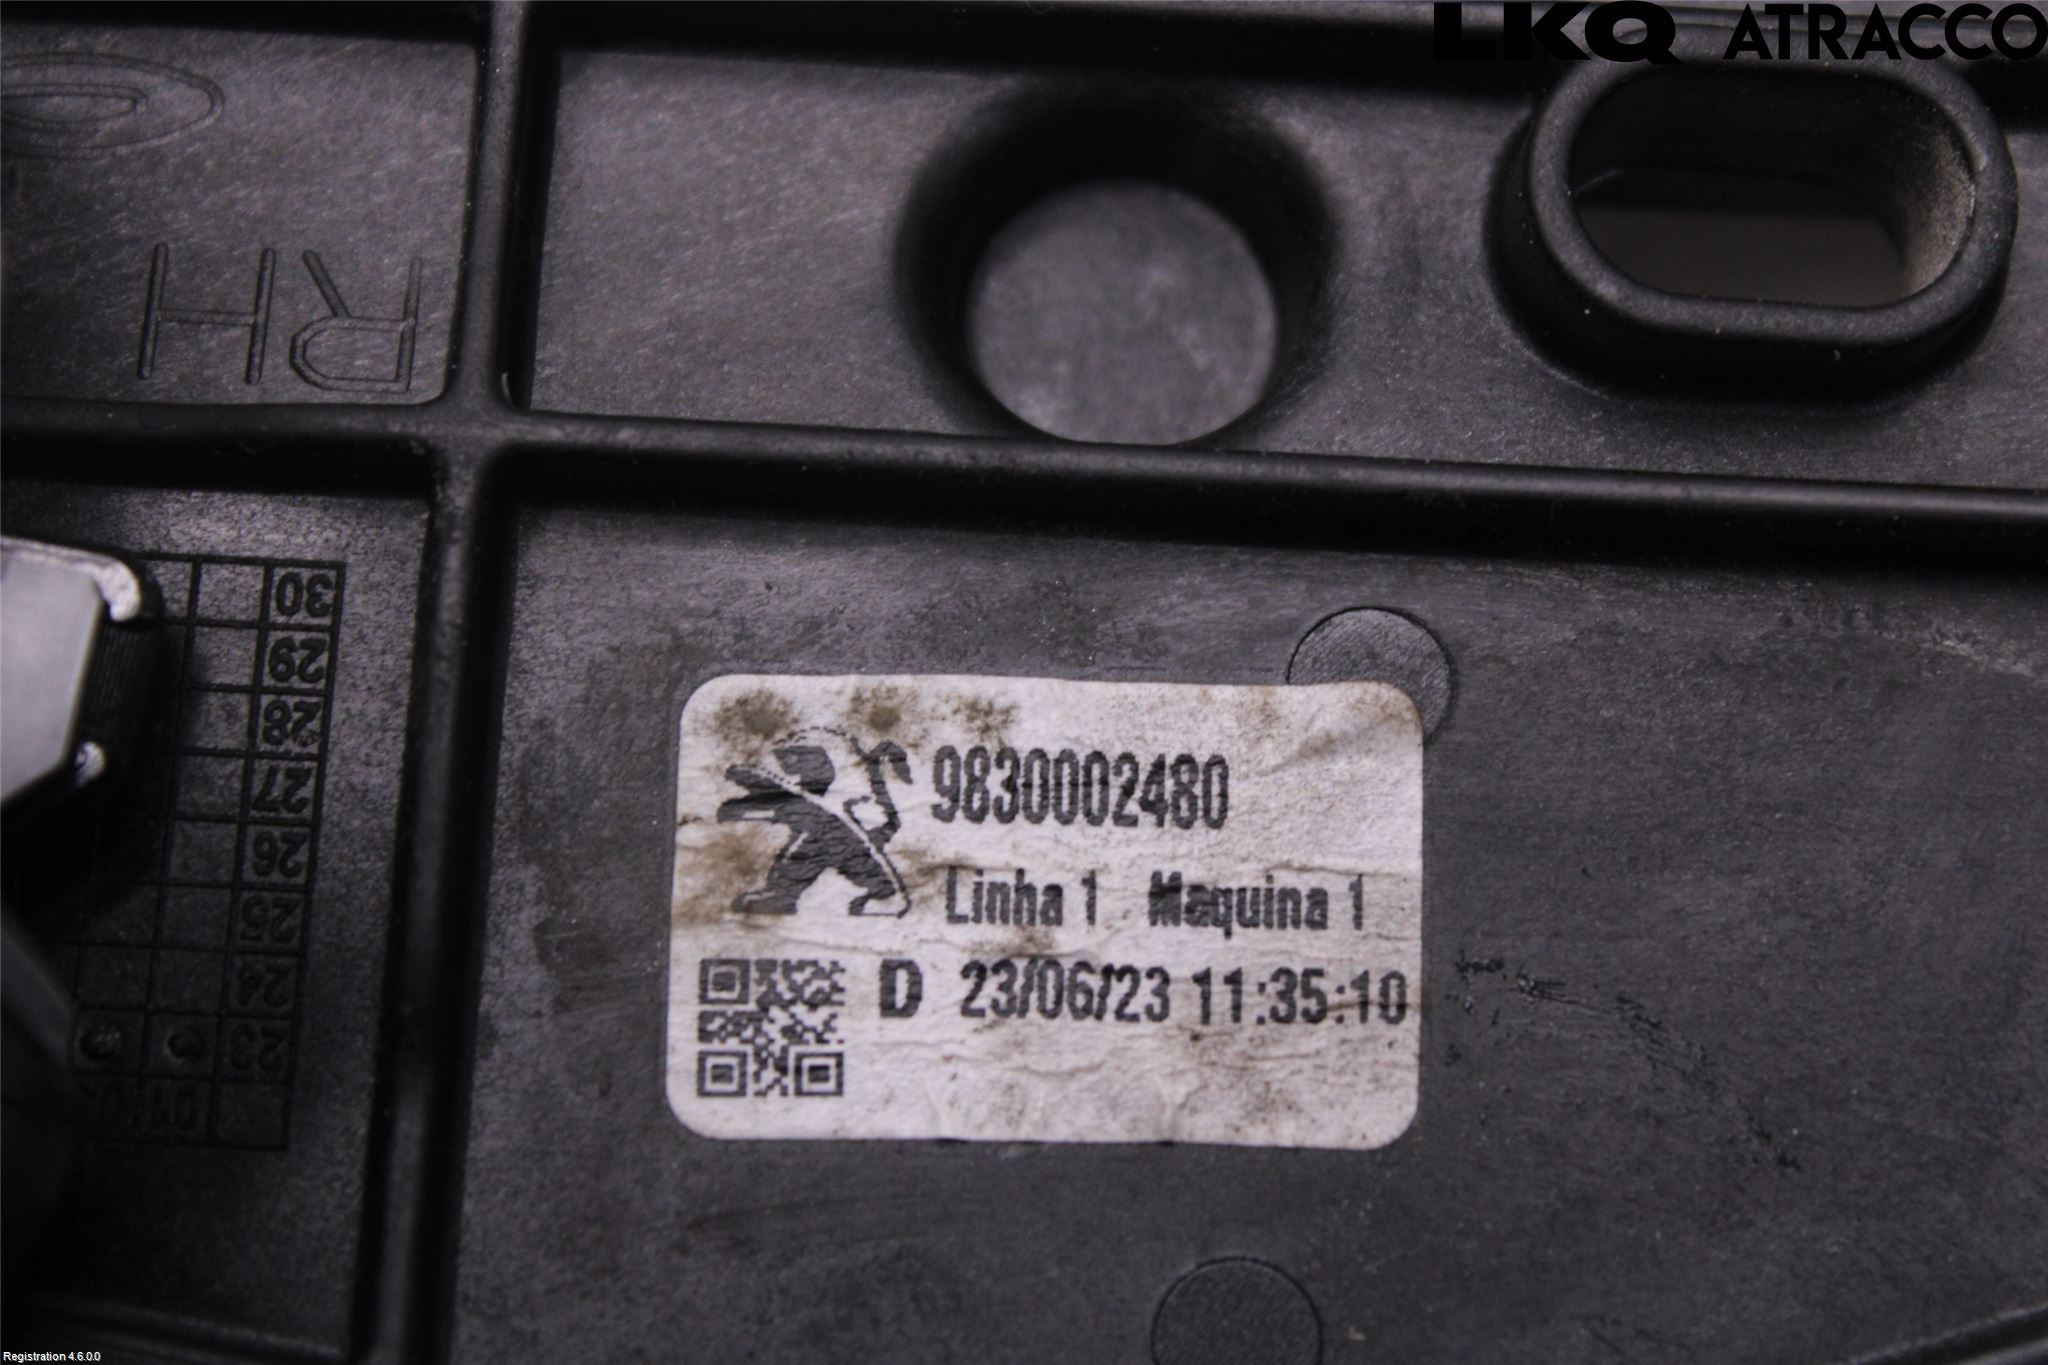 LKQ ATRACCO
RH
30
29
28
27
26
25
24
23
01
9830002480
Linha 1 Maquina 1
D 23/06/23 11:35:10
Registration 4.6.0.0